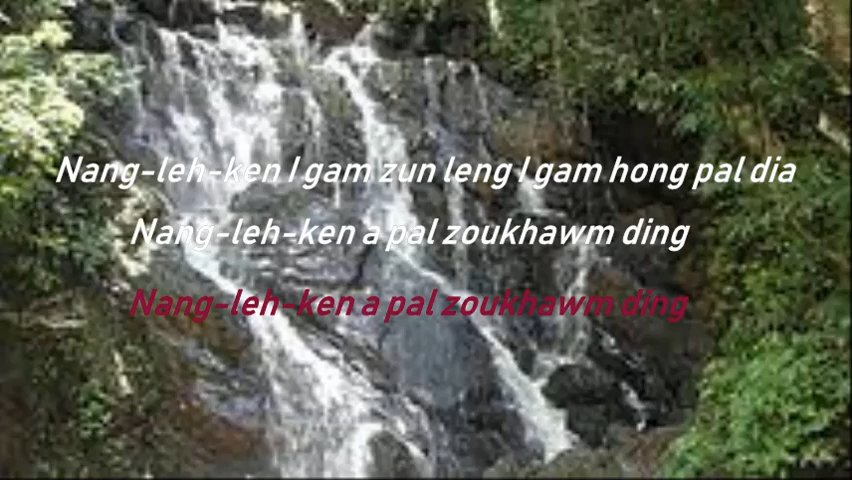 Nang-leh-ken I gam zun leng I gam hong pal dia
Nang-leh-ken a pal zoukhawm ding
Nang-leh-ken a pal zoukhawm ding